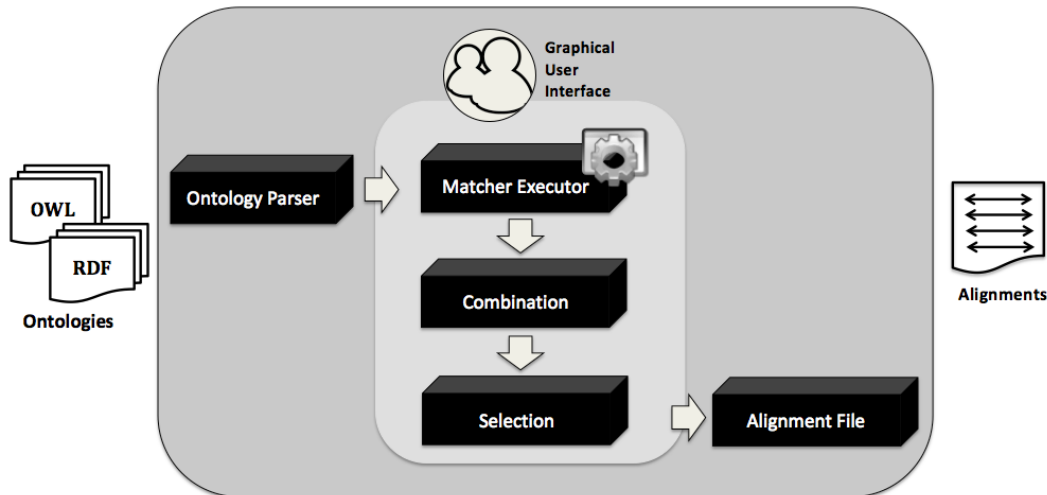 Graphical
User
Interface
OWL
RDF
Ontologies
Ontology Parser
Matcher Executor
Combination
Selection
Alignment File
Alignments